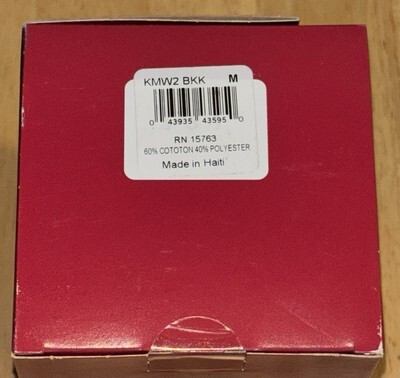 KMW2 BKK M
0 43935 43595 0
RN 15763
60% COTOTON 40% POLYESTER
Made in Haiti